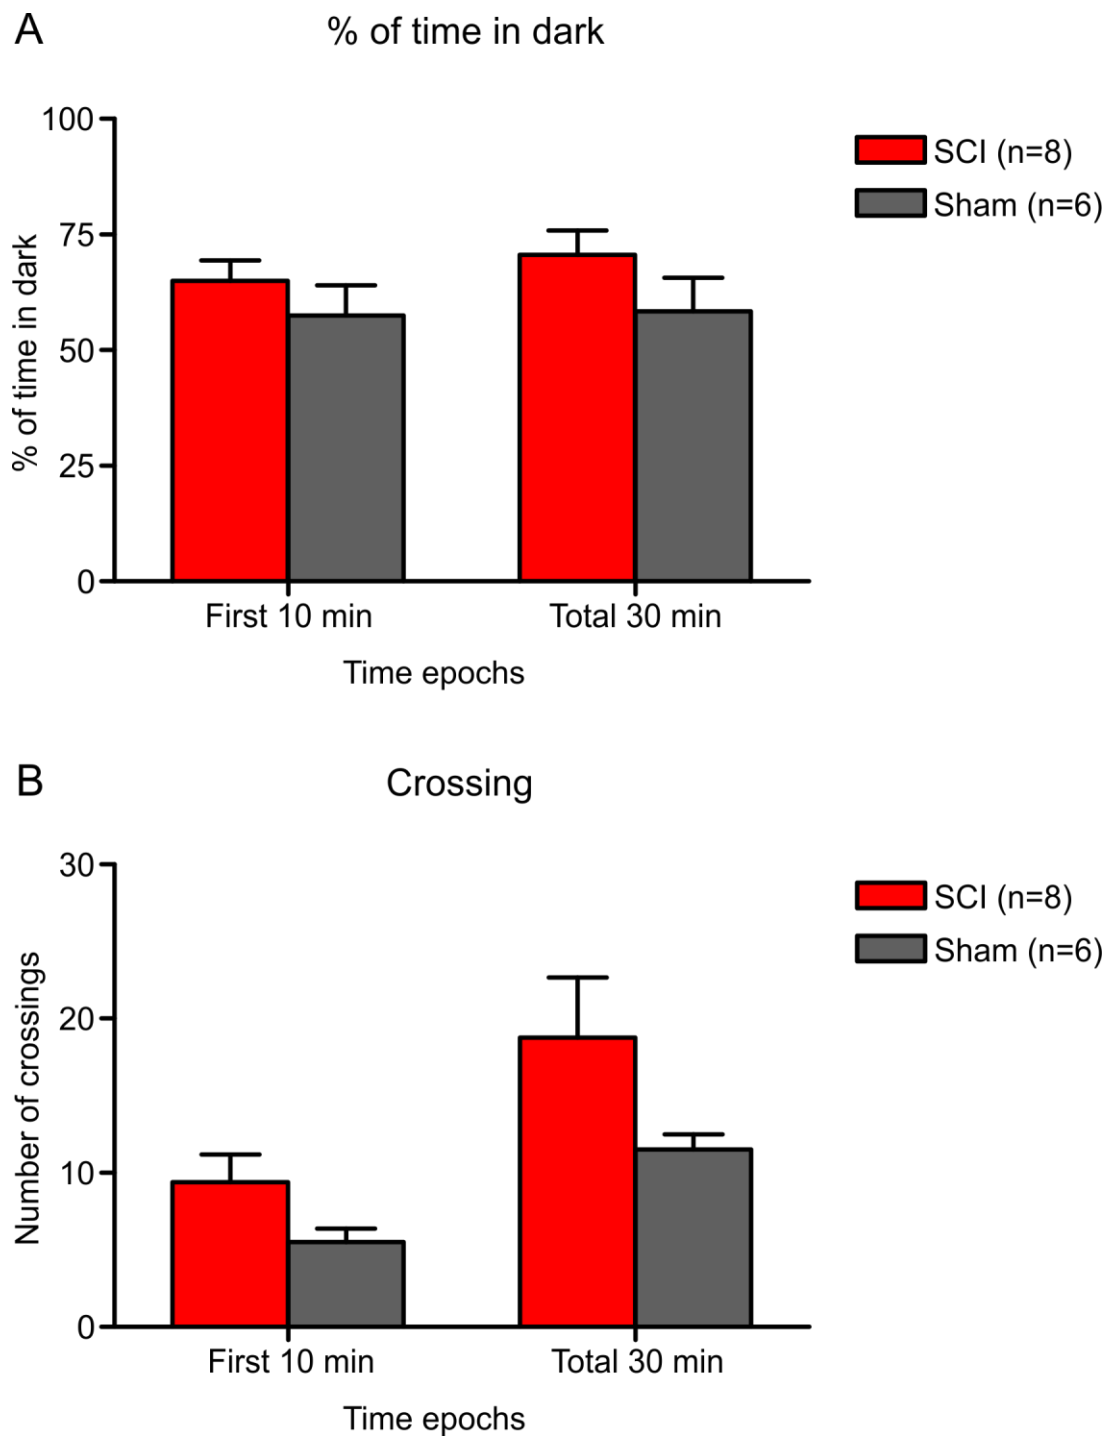 A
% of time in dark
100
75
50
25
0
% of time in dark
SCI (n=8)
Sham (n=6)
First 10 min
Total 30 min
Time epochs
B
Crossing
30
20
10
0
Number of crossings
SCI (n=8)
Sham (n=6)
First 10 min
Total 30 min
Time epochs